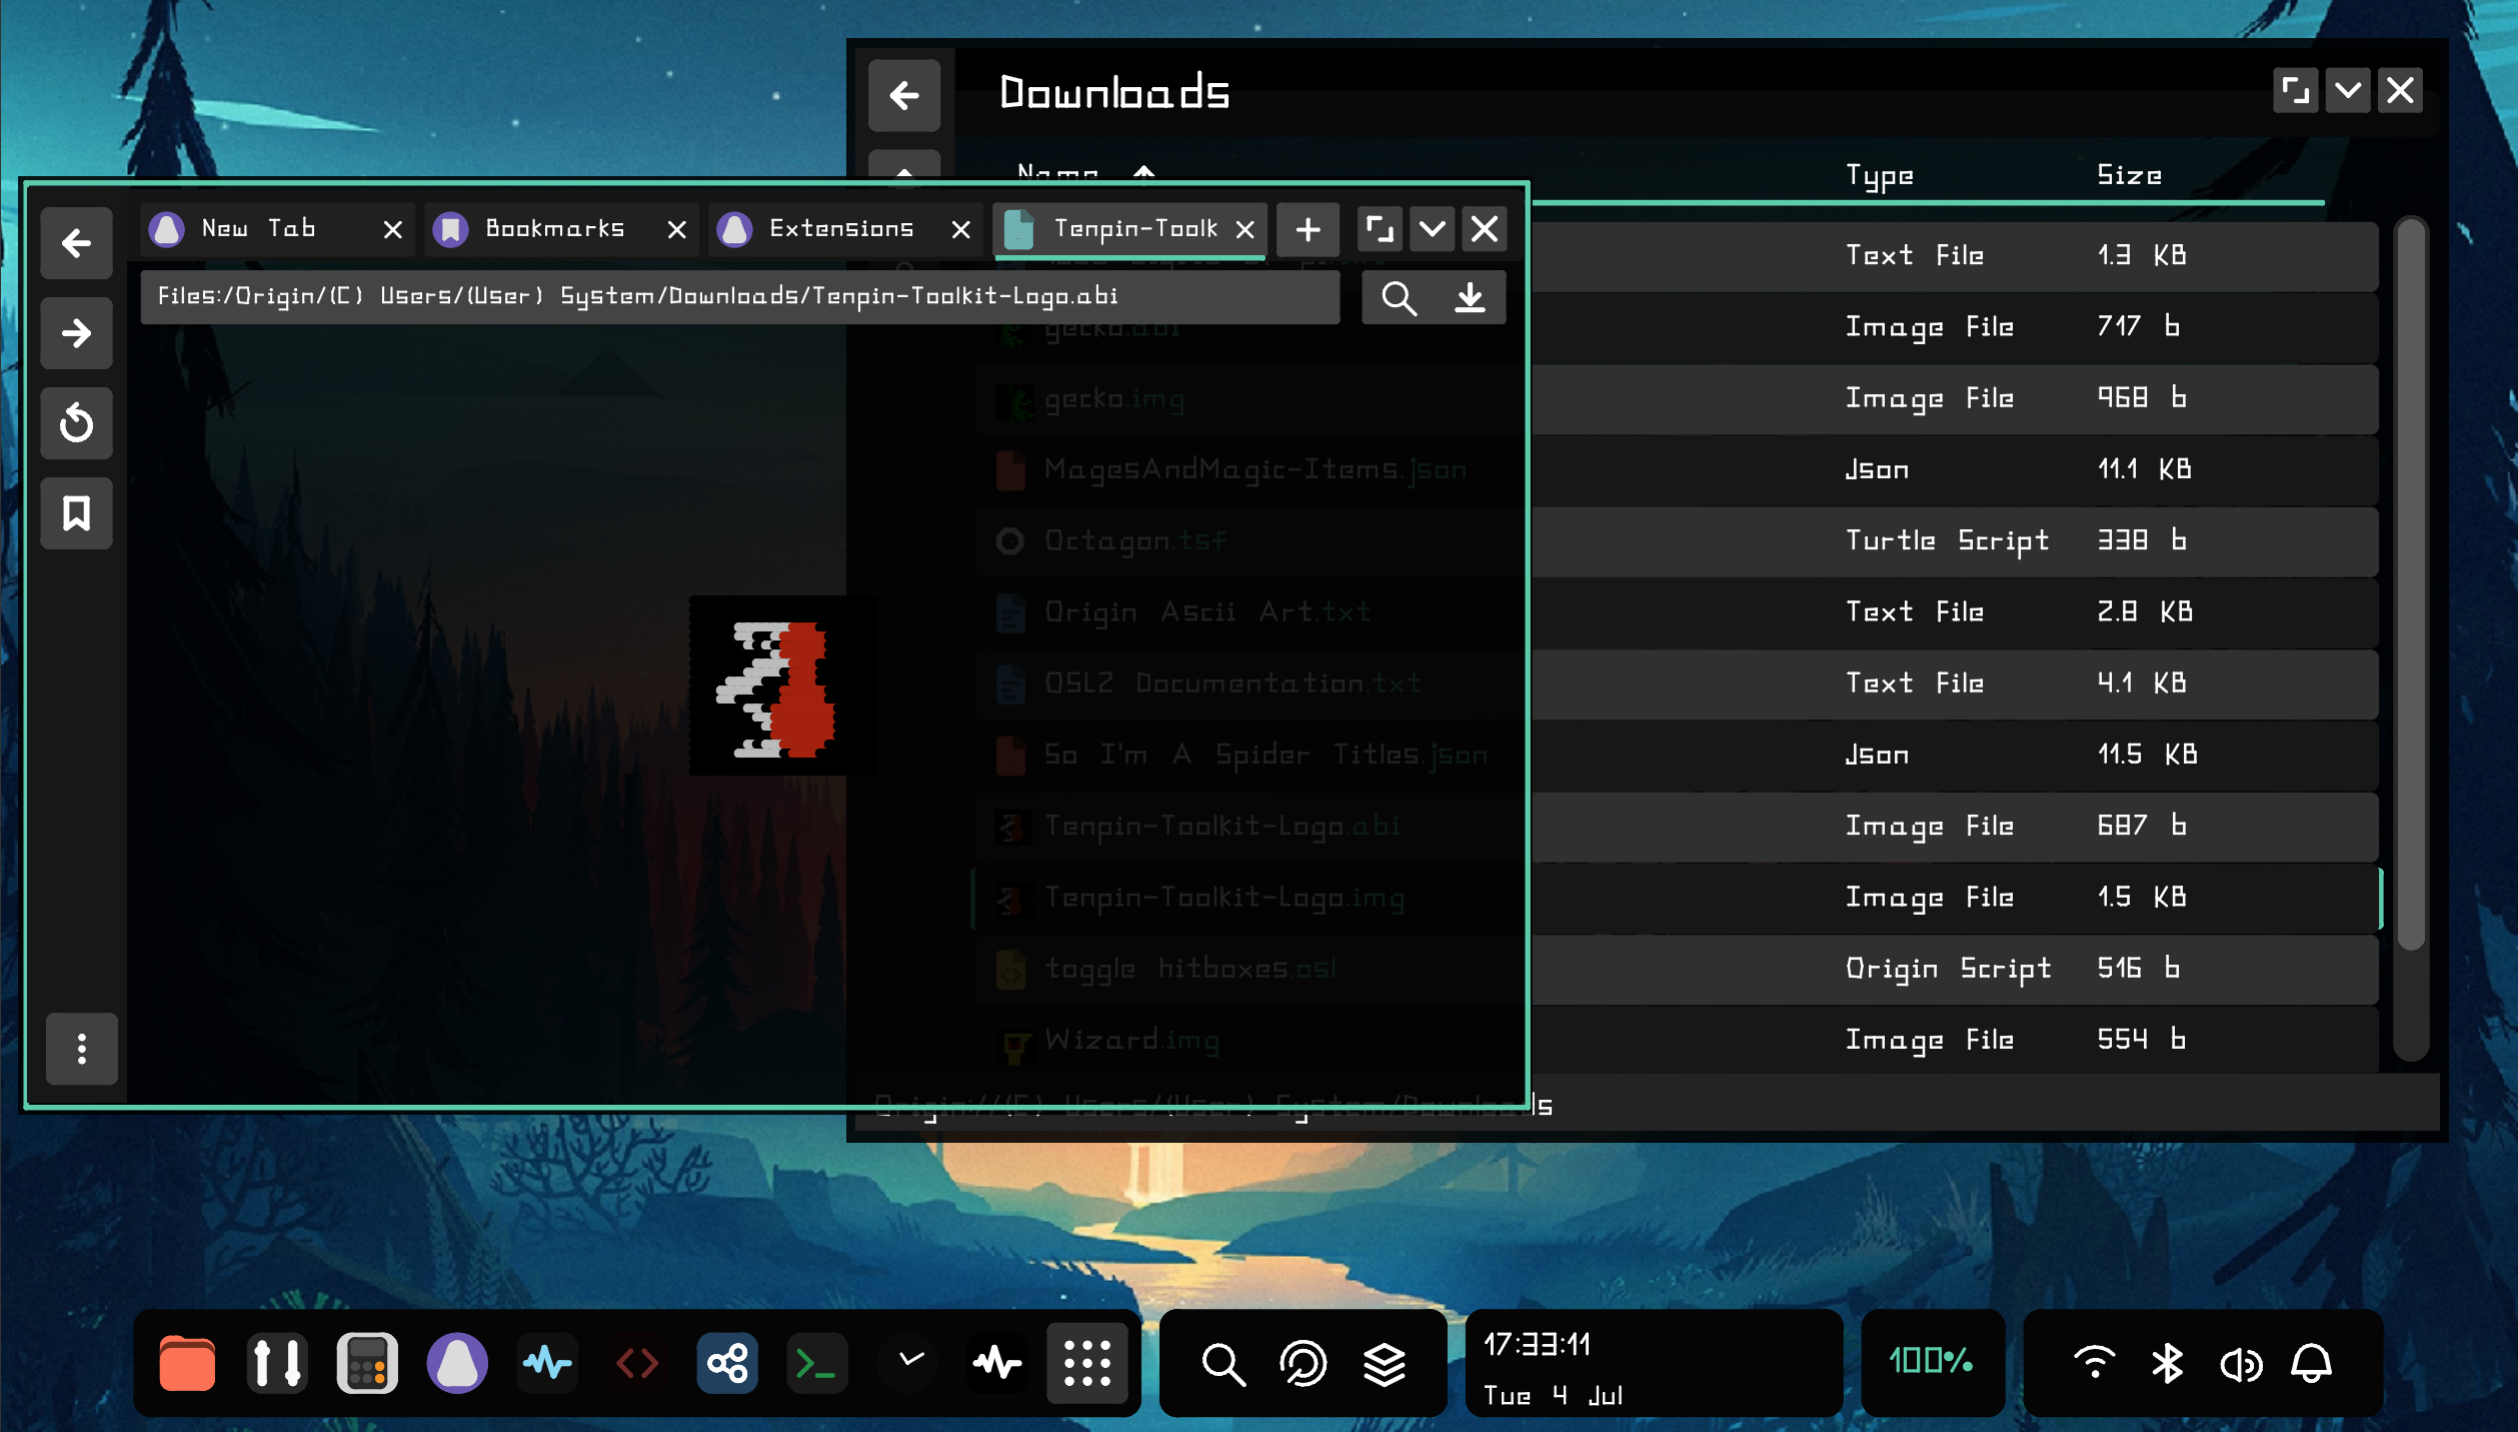 Downloads
Name Type Size
New Tab Bookmarks Extensions Tenpin-Toolk
Files:/Origin/(C) Users/(User) System/Downloads/Tenpin-Toolkit-Logo.abi
Text File 1.3 KB
gecko.abi Image File 717 b
gecko.img Image File 968 b
MagesAndMagic-Items.json Json 11.1 KB
Octagon.tsf Turtle Script 338 b
Origin Ascii Art.txt Text File 2.8 KB
OSL2 Documentation.txt Text File 4.1 KB
So I'm A Spider Titles.json Json 11.5 KB
Tenpin-Toolkit-Logo.abi Image File 687 b
Tenpin-Toolkit-Logo.img Image File 1.5 KB
toggle hitboxes.osl Origin Script 516 b
Wizard.img Image File 554 b
Origin://(C) Users/(User) System/Downloads
17:33:11
Tue 4 Jul
100%